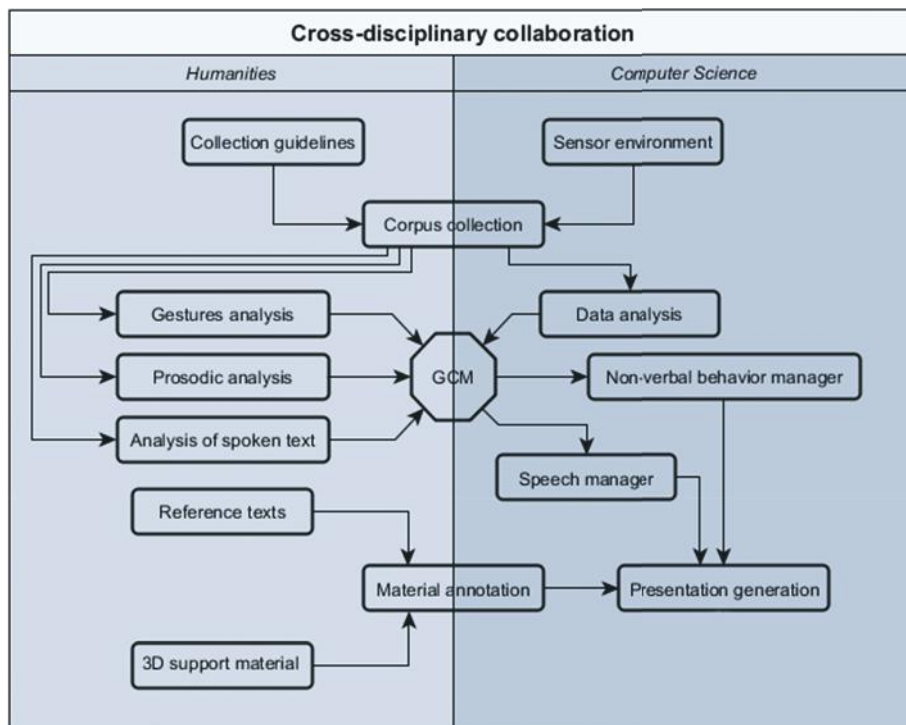 Cross-disciplinary collaboration
Humanities
Computer Science
Collection guidelines
Sensor environment
Corpus collection
Gestures analysis
Data analysis
Prosodic analysis
GCM
Non-verbal behavior manager
Analysis of spoken text
Speech manager
Reference texts
Material annotation
Presentation generation
3D support material